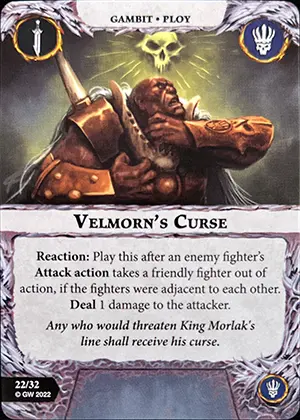 GAMBIT • PLOY
VELMORN'S CURSE
Reaction: Play this after an enemy fighter's
Attack action takes a friendly fighter out of
action, if the fighters were adjacent to each other.
Deal 1 damage to the attacker.
Any who would threaten King Morlak's
line shall receive his curse.
22/32
© GW 2022